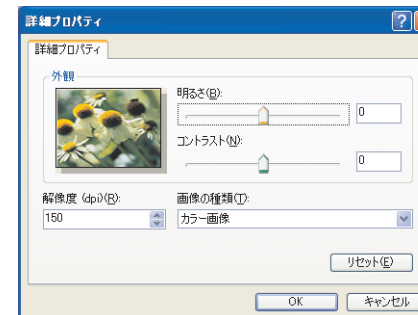 詳細プロパティ
詳細プロパティ
外観
明るさ(B):
0
コントラスト(N):
0
解像度 (dpi)(R):
150
画像の種類(T):
カラー画像
リセット(E)
OK
キャンセル